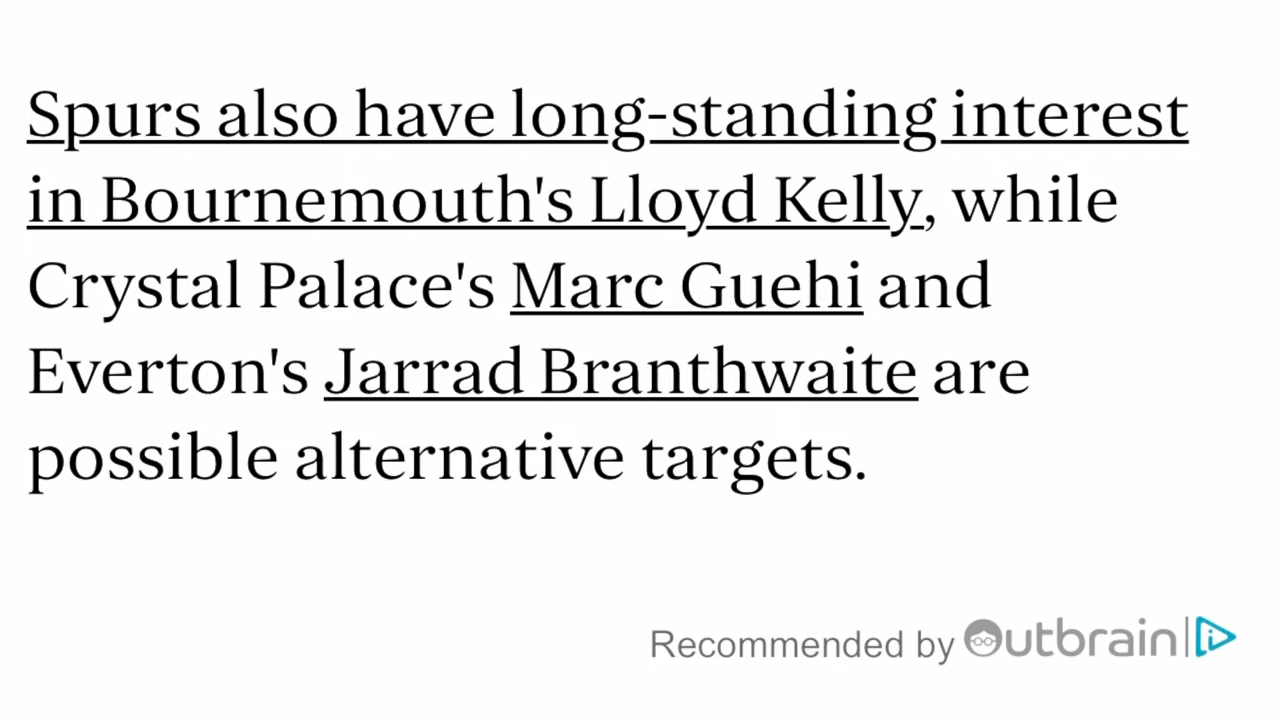 Spurs also have long-standing interest
in Bournemouth's Lloyd Kelly, while
Crystal Palace's Marc Guehi and
Everton's Jarrad Branthwaite are
possible alternative targets.
Recommended by Outbrain